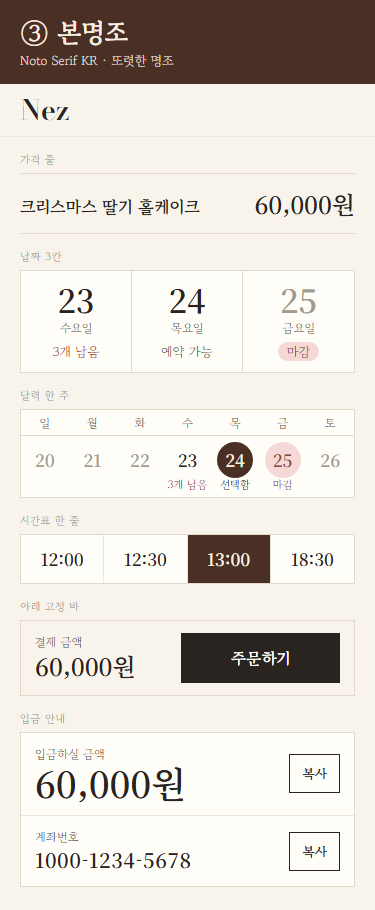 ③ 본명조
Noto Serif KR · 또렷한 명조
Nez
가격 줄
크리스마스 딸기 홀케이크 60,000원
날짜 3칸
23 24 25
수요일 목요일 금요일
3개 남음 예약 가능 마감
달력 한 주
일 월 화 수 목 금 토
20 21 22 23 24 25 26
3개 남음 선택함 마감
시간표 한 줄
12:00 12:30 13:00 18:30
아래 고정 바
결제 금액
60,000원 주문하기
입금 안내
입금하실 금액
60,000원 복사
계좌번호
1000-1234-5678 복사